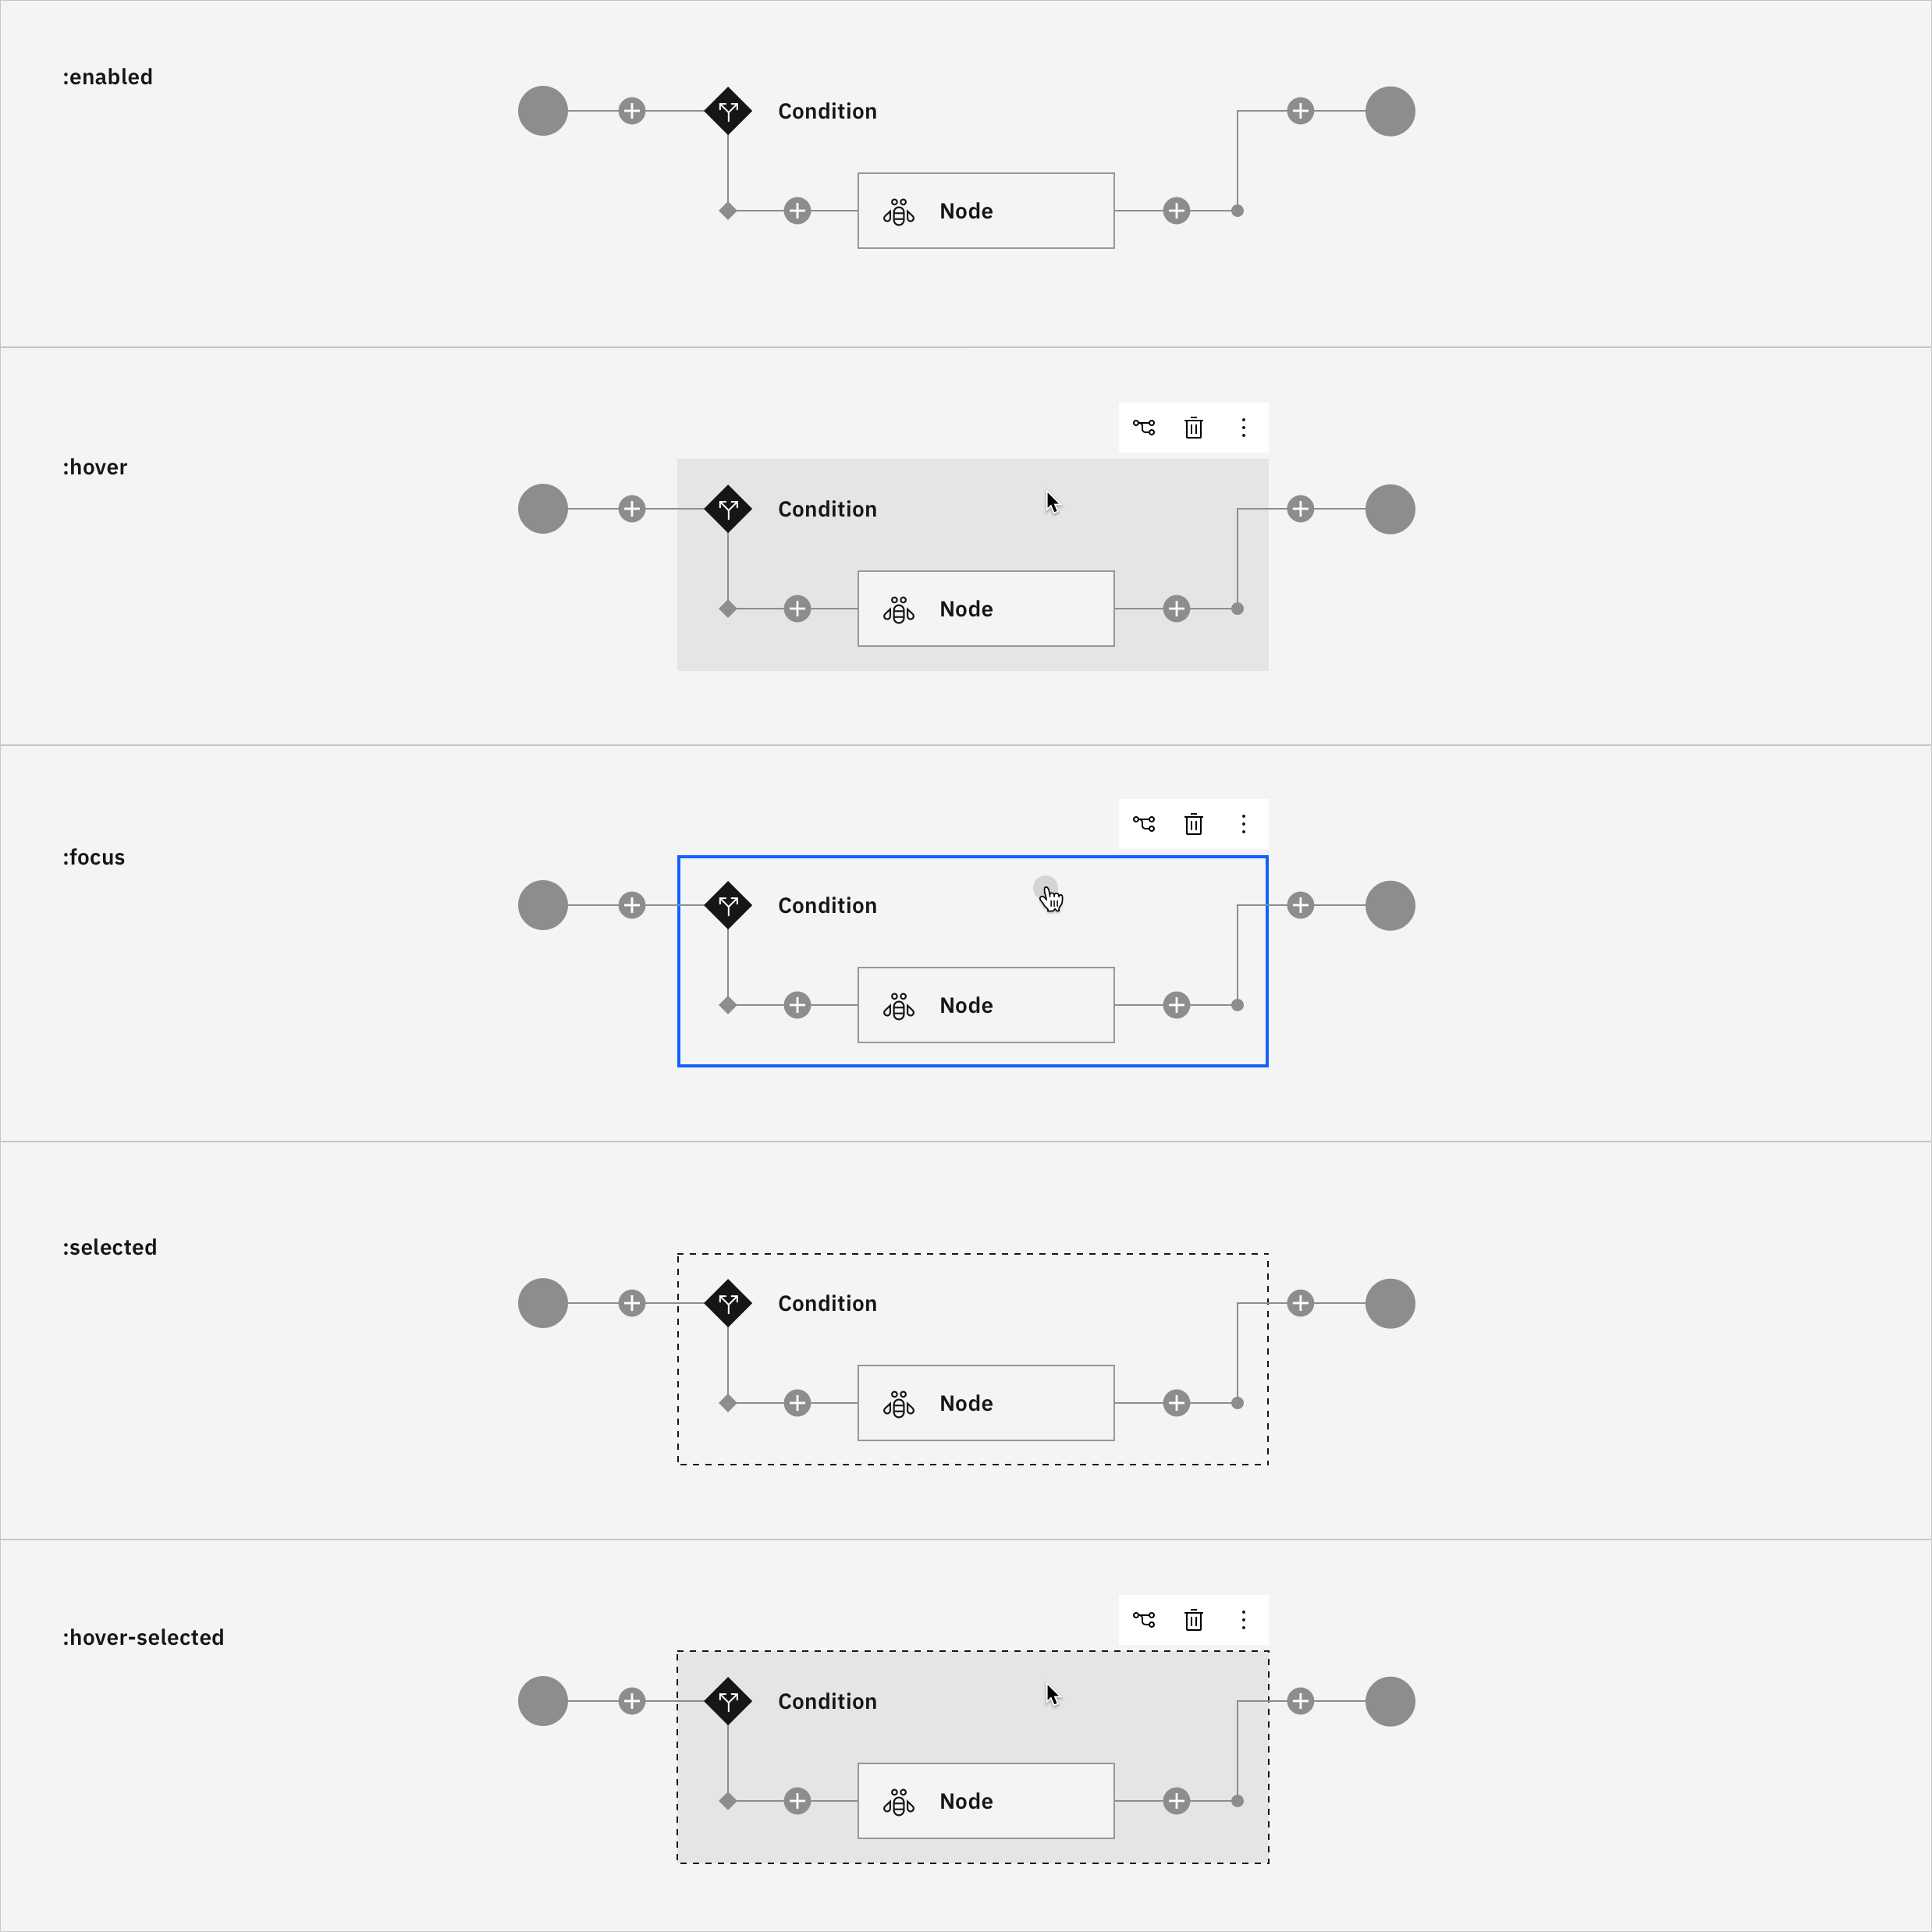 :enabled
Condition
Node
:hover
Condition
Node
:focus
Condition
Node
:selected
Condition
Node
:hover-selected
Condition
Node